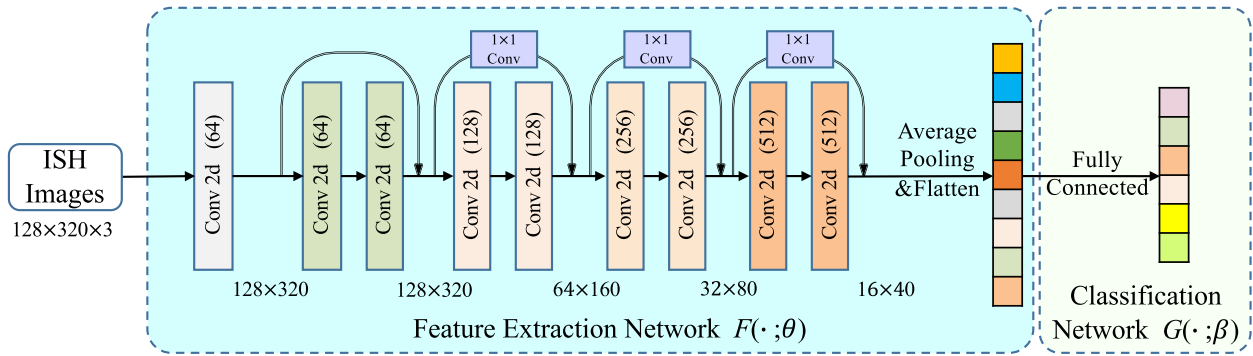 ISH
Images
128×320×3
Conv 2d (64)
Conv 2d (64)
Conv 2d (64)
Conv 2d (128)
Conv 2d (128)
Conv 2d (256)
Conv 2d (256)
Conv 2d (512)
Conv 2d (512)
1×1
Conv
1×1
Conv
1×1
Conv
128×320
128×320
64×160
32×80
16×40
Average
Pooling
&Flatten
Feature Extraction Network F(· ;θ)
Fully
Connected
Classification
Network G(· ;β)